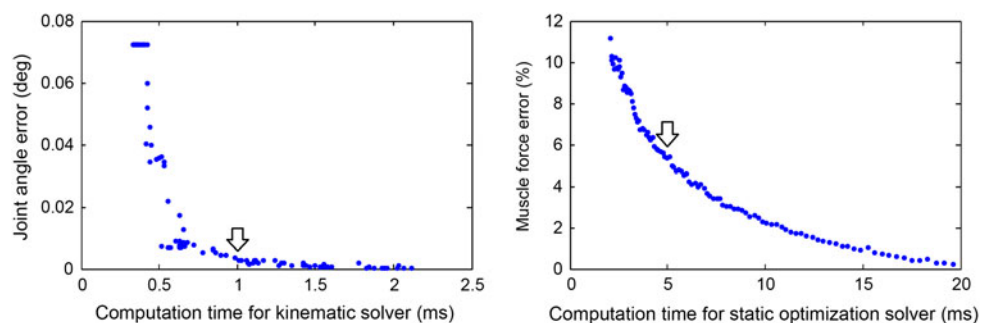 0.08
0.06
0.04
0.02
0
Joint angle error (deg)
0 0.5 1.0 1.5 2 2.5
Computation time for kinematic solver (ms)
12
10
8
6
4
2
0
Muscle force error (%)
0 5 10 15 20
Computation time for static optimization solver (ms)